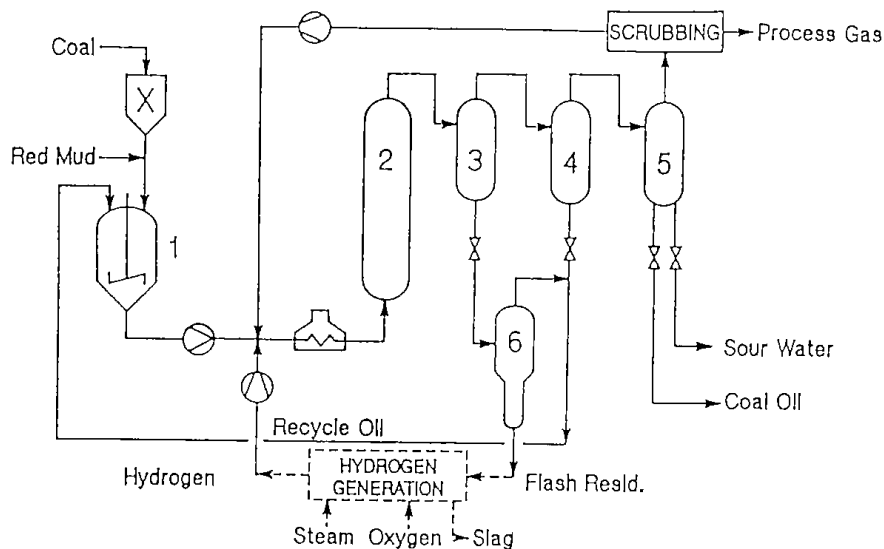 SCRUBBING
Process Gas
Coal
X
Red Mud
1
2
3
4
5
6
Sour Water
Coal Oil
Recycle Oil
Hydrogen
HYDROGEN
GENERATION
Flash Resid.
Steam Oxygen Slag